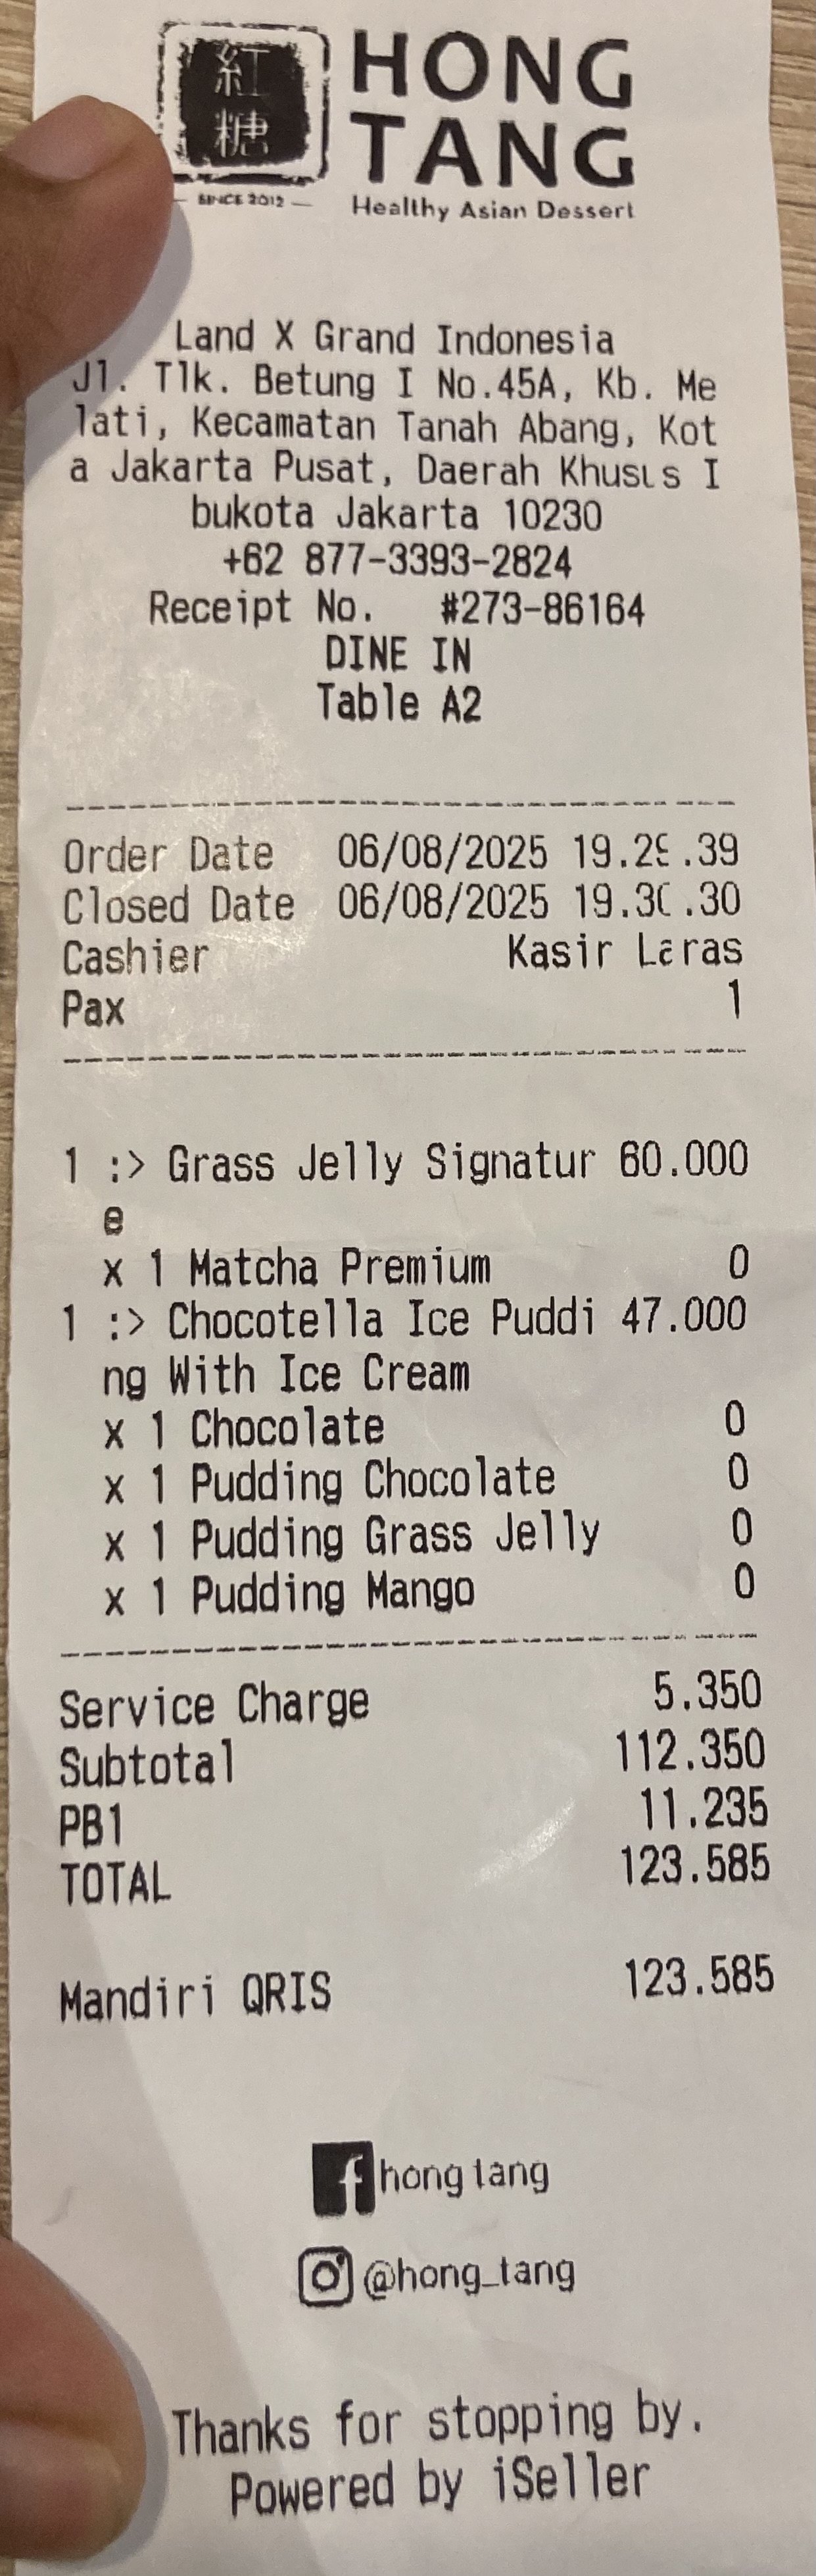 紅糖
HONG
TANG
SINCE 2012
Healthy Asian Dessert
Land X Grand Indonesia
Jl. Tlk. Betung I No.45A, Kb. Me
lati, Kecamatan Tanah Abang, Kot
a Jakarta Pusat, Daerah Khusus I
bukota Jakarta 10230
+62 877-3393-2824
Receipt No. #273-86164
DINE IN
Table A2
Order Date 06/08/2025 19.29.39
Closed Date 06/08/2025 19.30.30
Cashier Kasir Laras
Pax 1
1 :> Grass Jelly Signatur 60.000
e
x 1 Matcha Premium 0
1 :> Chocotella Ice Puddi 47.000
ng With Ice Cream
x 1 Chocolate 0
x 1 Pudding Chocolate 0
x 1 Pudding Grass Jelly 0
x 1 Pudding Mango 0
Service Charge 5.350
Subtotal 112.350
PB1 11.235
TOTAL 123.585
Mandiri QRIS 123.585
f hong tang
@hong_tang
Thanks for stopping by.
Powered by iSeller